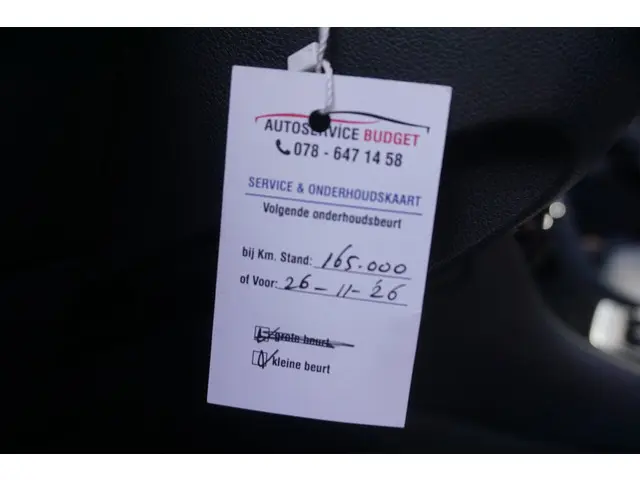 AUTOSERVICE BUDGET
078 - 647 14 58
SERVICE & ONDERHOUDSKAART
Volgende onderhoudsbeurt
bij Km. Stand: 165.000
of Voor: 26-11-'26
grote beurt
kleine beurt